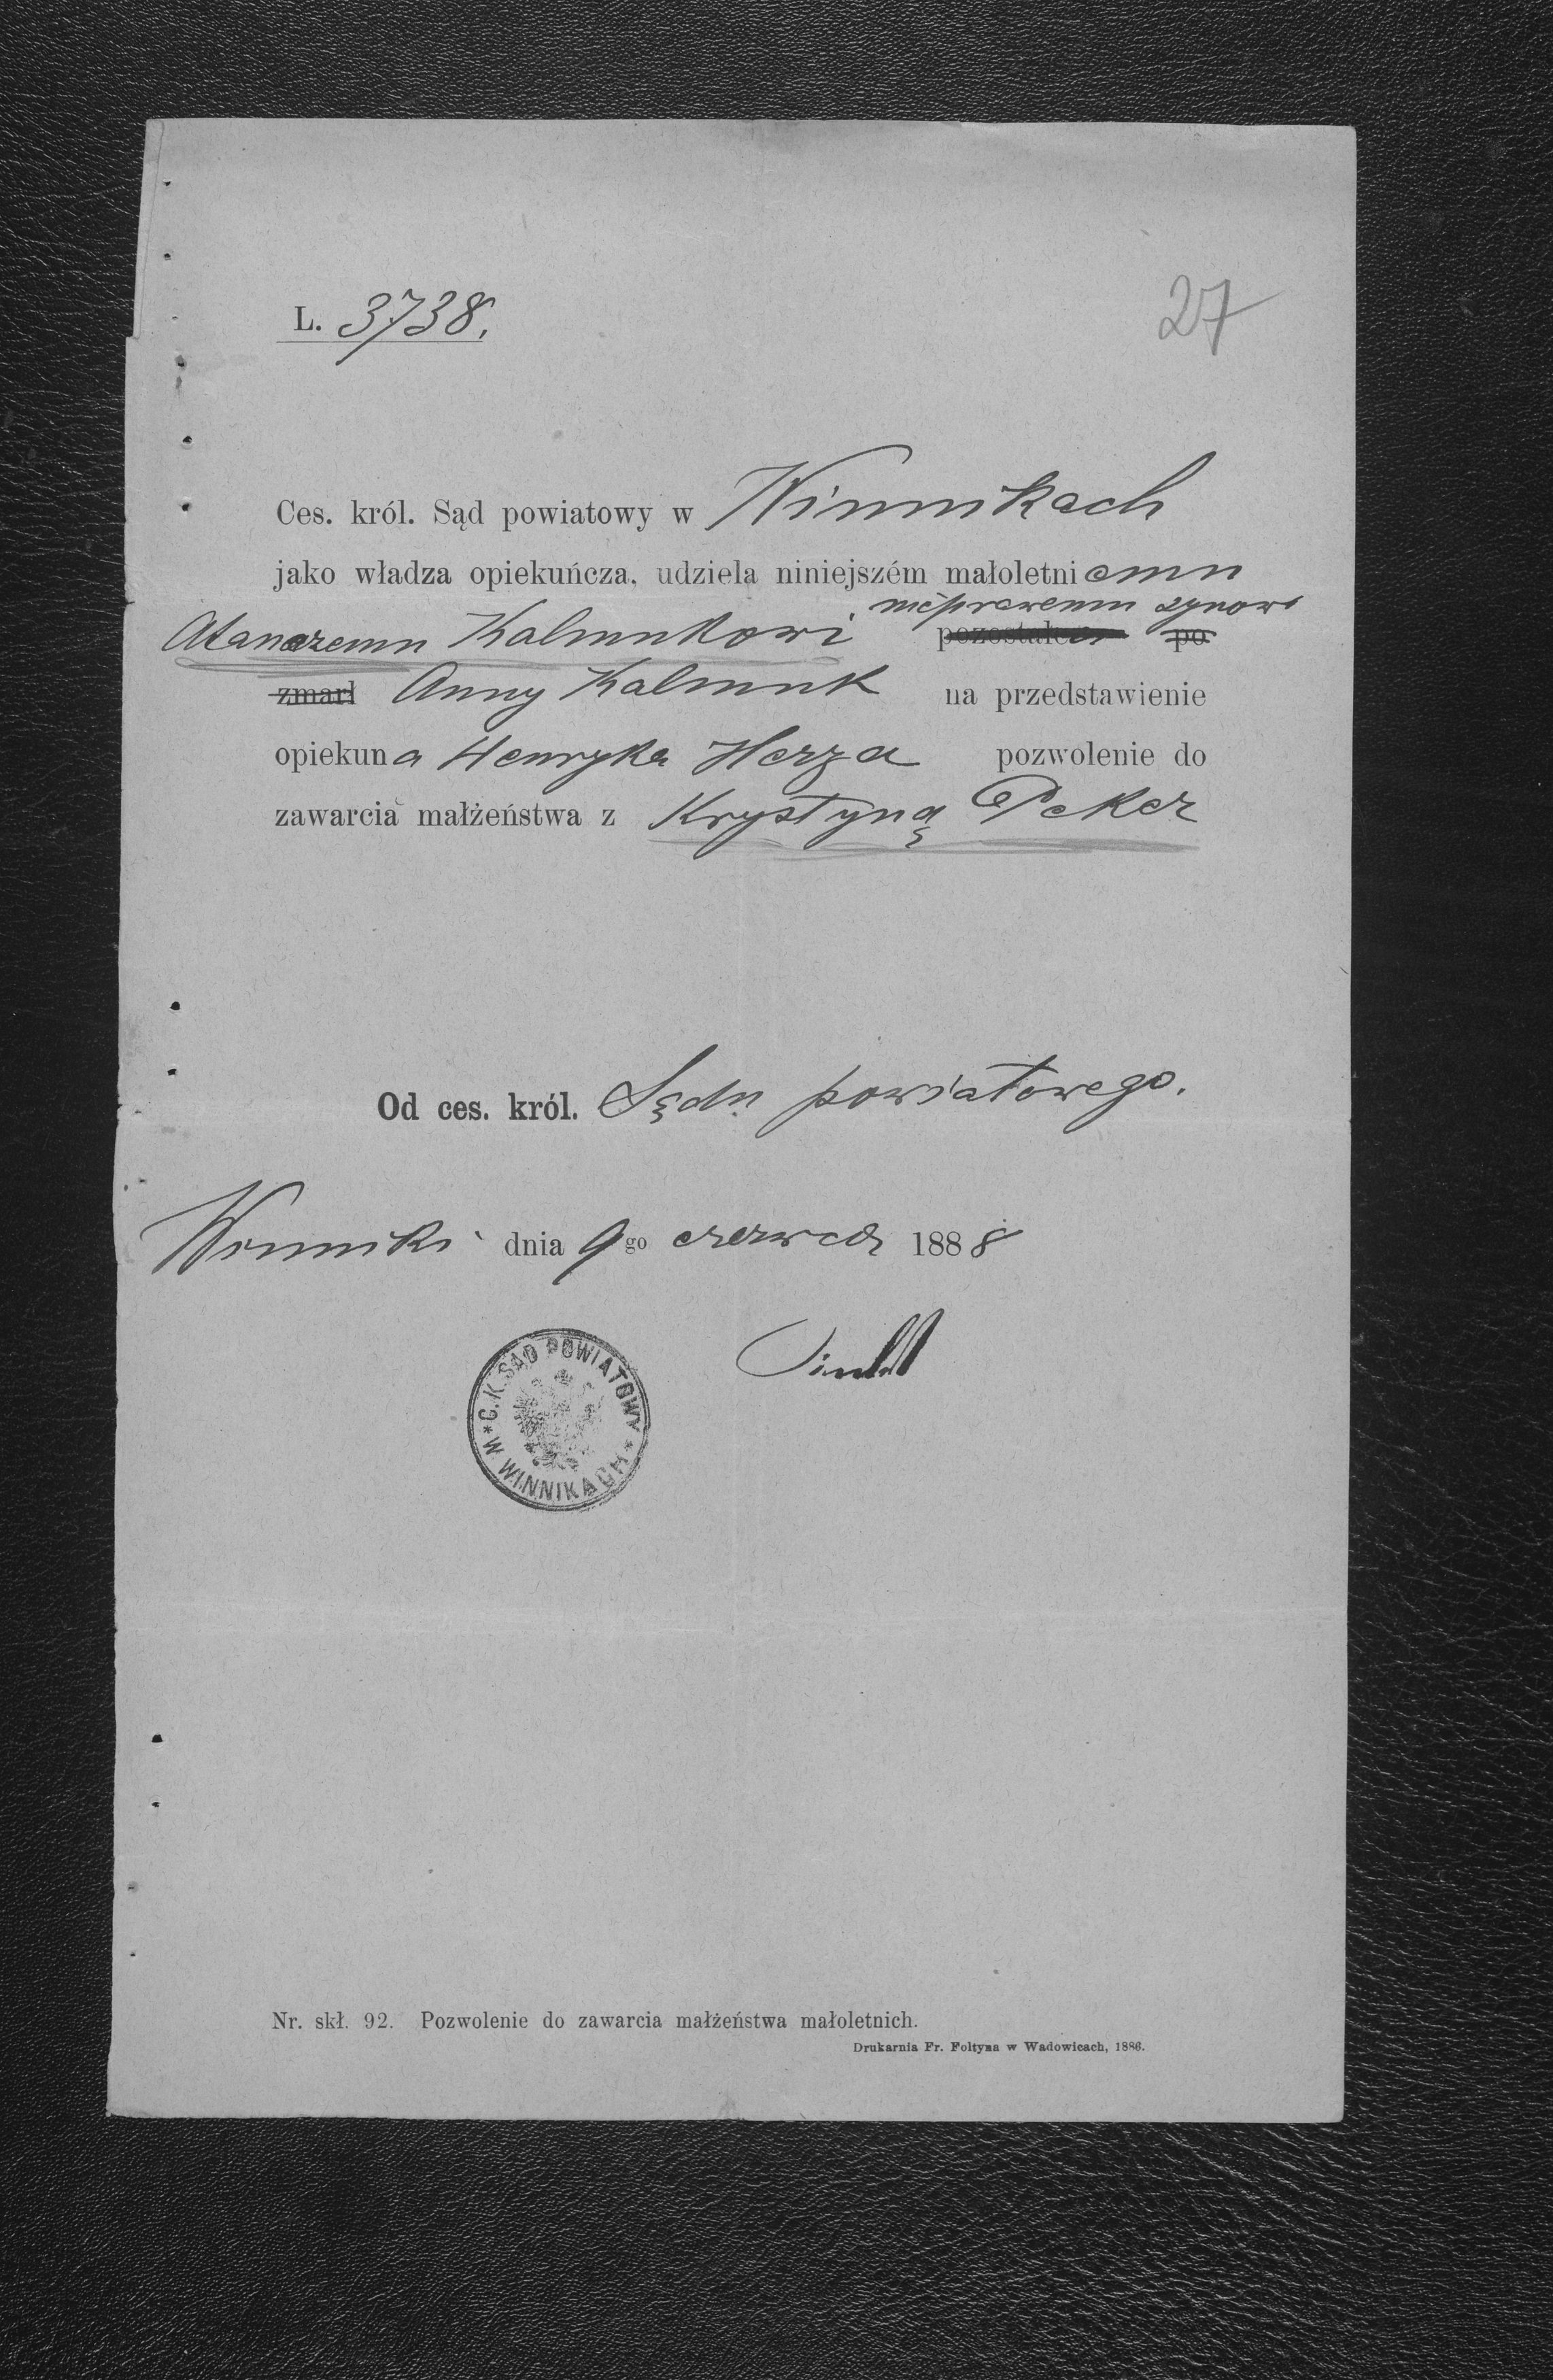 L. 3738.
27
Ces. król. Sąd powiatowy w Winnikach
jako władza opiekuńcza, udziela niniejszém małoletniemu
nieprawemu synowi
Atanazemu Kalmukowi pozostałem po
zmarł Anny Kalmuk na przedstawienie
opiekuna Henryka Herza pozwolenie do
zawarcia małżeństwa z Krystyną Peker
Od ces. król. Sądu powiatowego.
Winniki dnia 9go czerwca 1888
C. K. SĄD POWIATOWY
* W WINNIKACH *
Nr. skł. 92. Pozwolenie do zawarcia małżeństwa małoletnich.
Drukarnia Fr. Foltyna w Wadowicach, 1886.